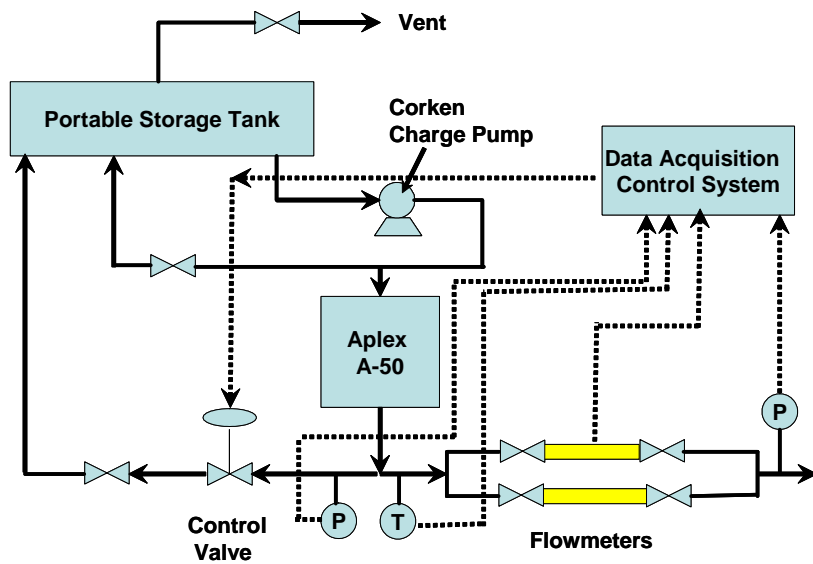 Vent
Portable Storage Tank
Corken
Charge Pump
Data Acquisition
Control System
Aplex
A-50
P
P
T
Control
Valve
Flowmeters